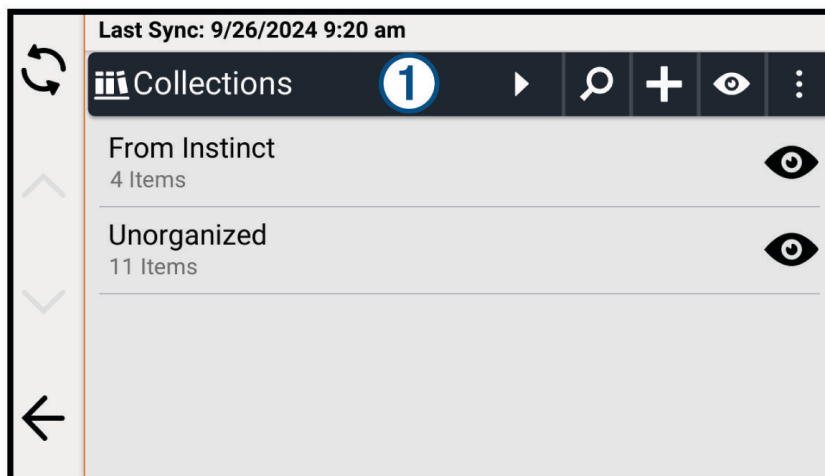 Last Sync: 9/26/2024 9:20 am
Collections 1
From Instinct
4 Items
Unorganized
11 Items